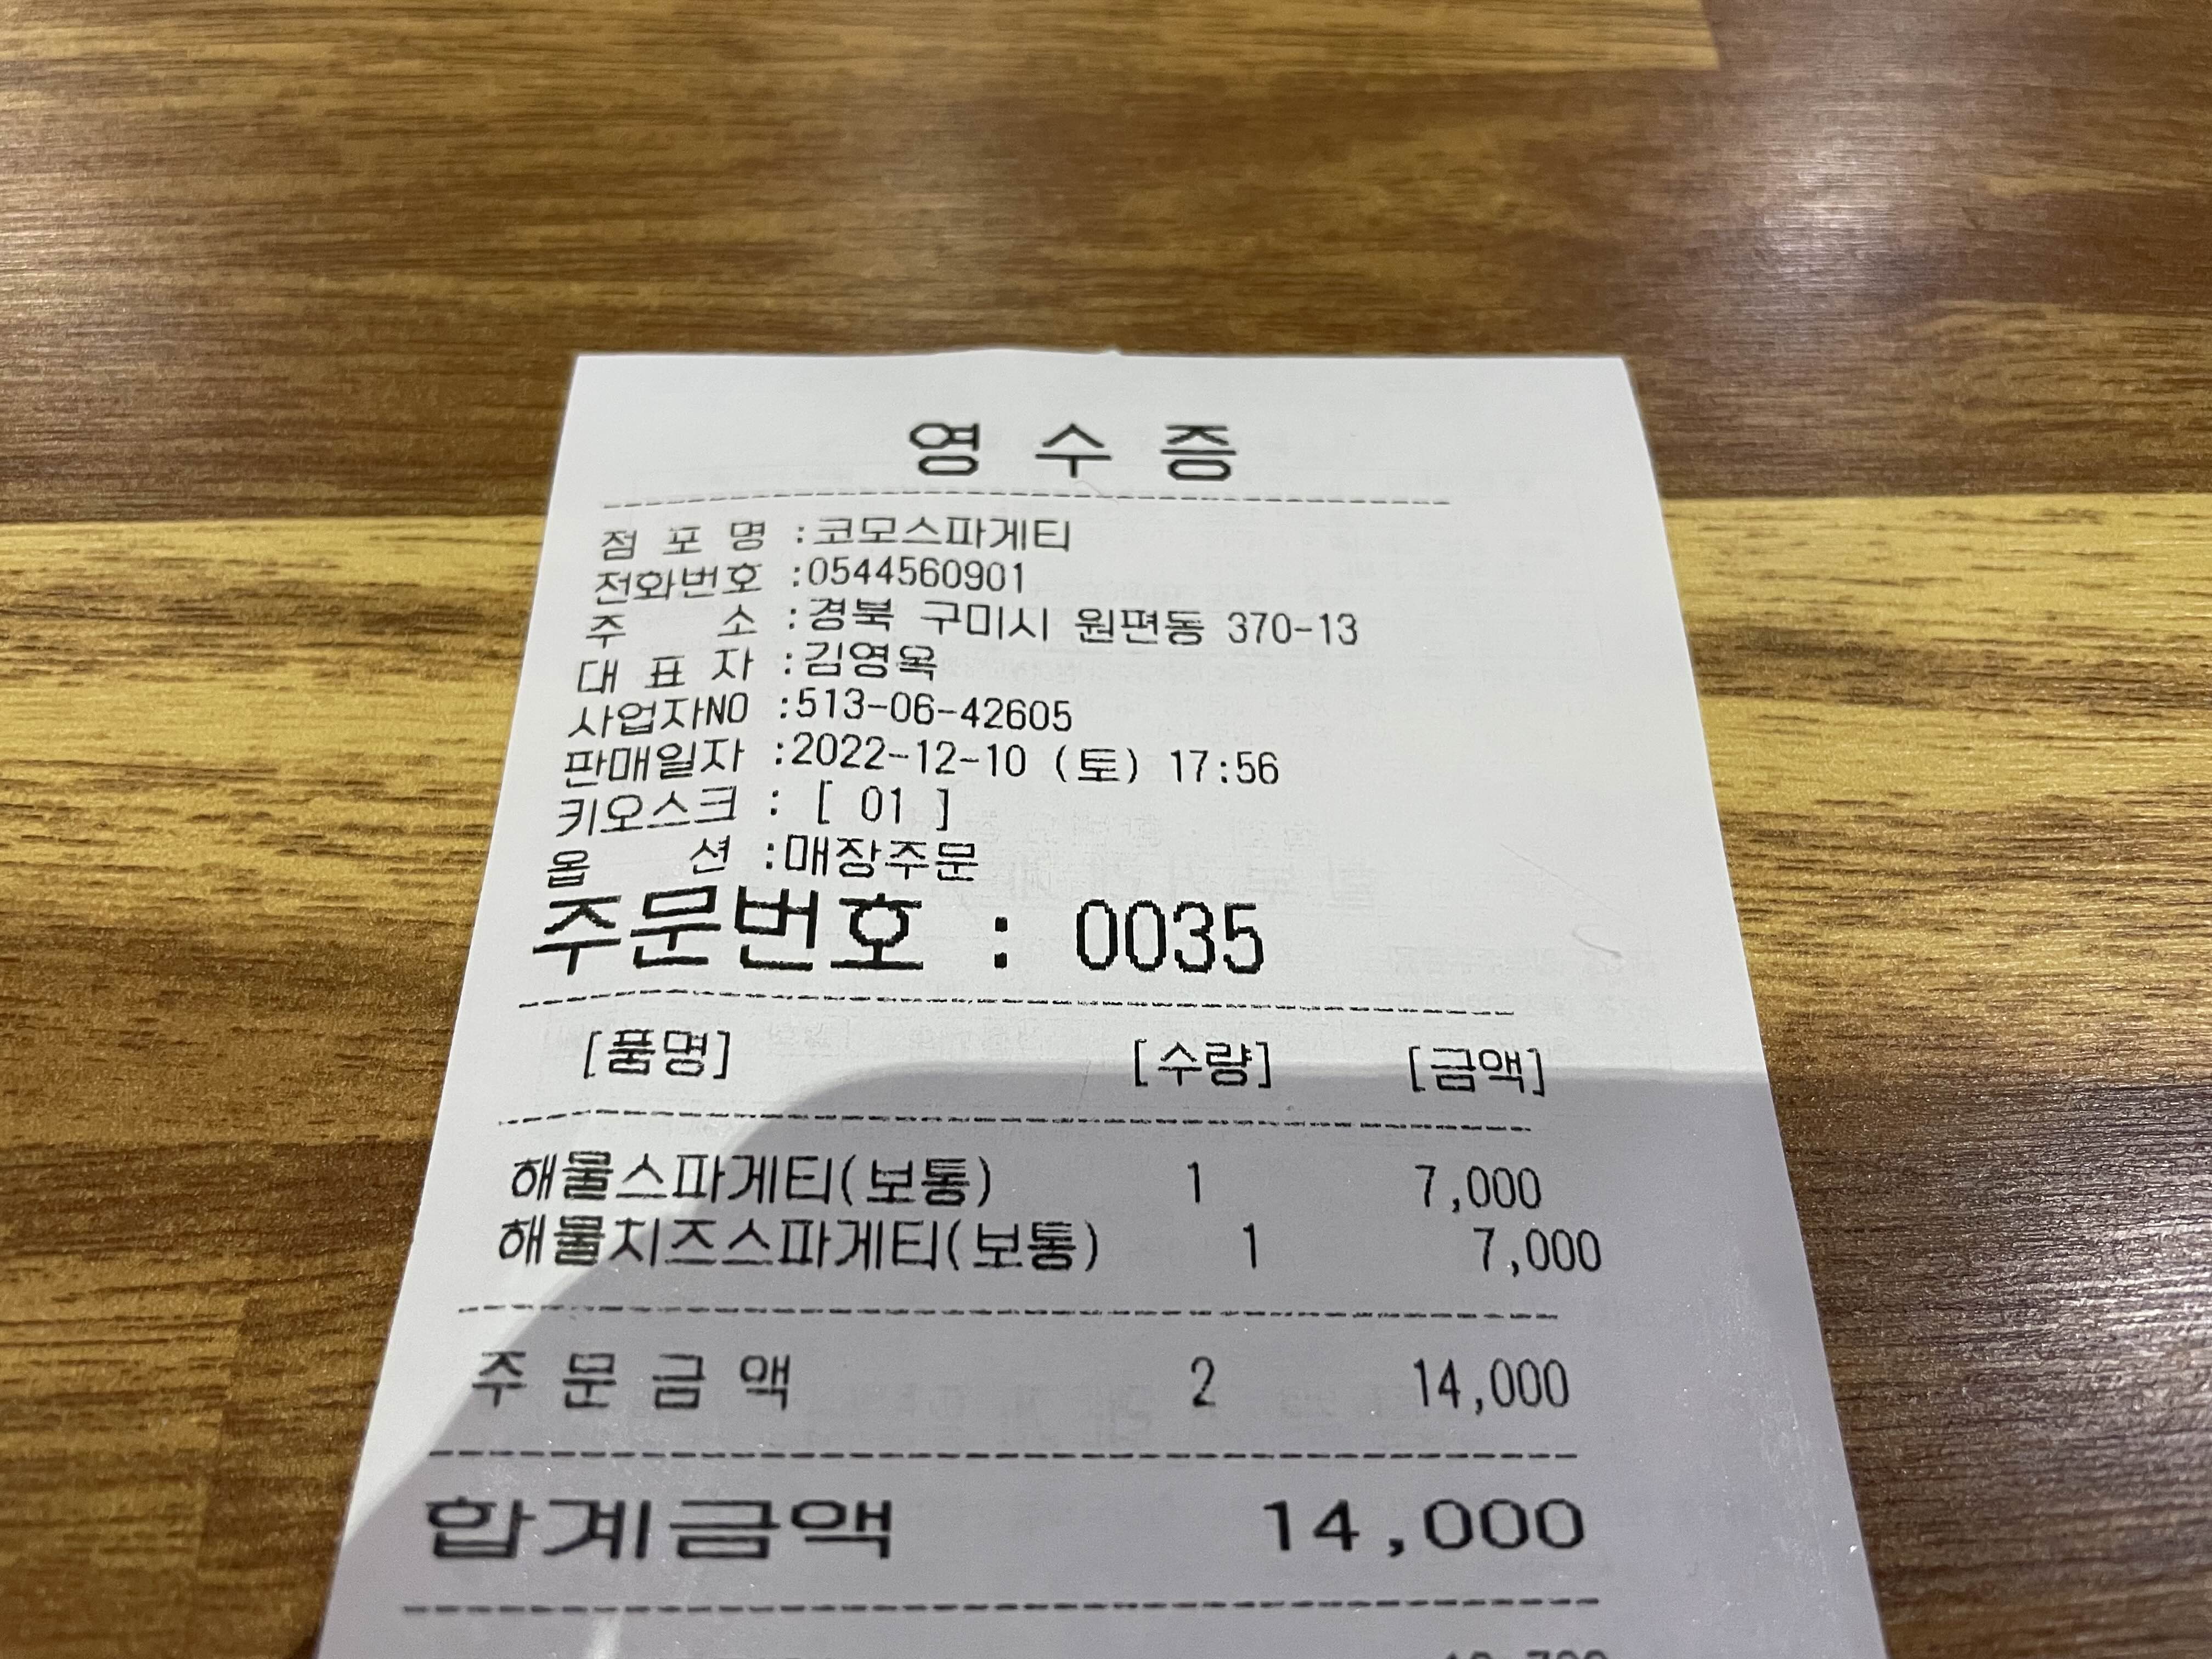 영 수 증
점 포 명 :코모스파게티
전화번호 :0544560901
주 소 :경북 구미시 원편동 370-13
대 표 자 :김영옥
사업자NO :513-06-42605
판매일자 :2022-12-10 (토) 17:56
키오스크 : [ 01 ]
옵 션 :매장주문
주문번호 : 0035
[품명] [수량] [금액]
해물스파게티(보통) 1 7,000
해물치즈스파게티(보통) 1 7,000
주 문 금 액 2 14,000
합계금액 14,000